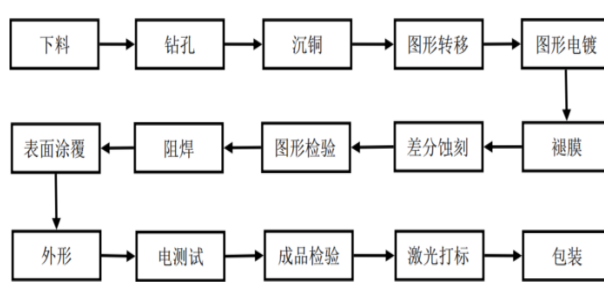 下料
钻孔
沉铜
图形转移
图形电镀
褪膜
差分蚀刻
图形检验
阻焊
表面涂覆
外形
电测试
成品检验
激光打标
包装